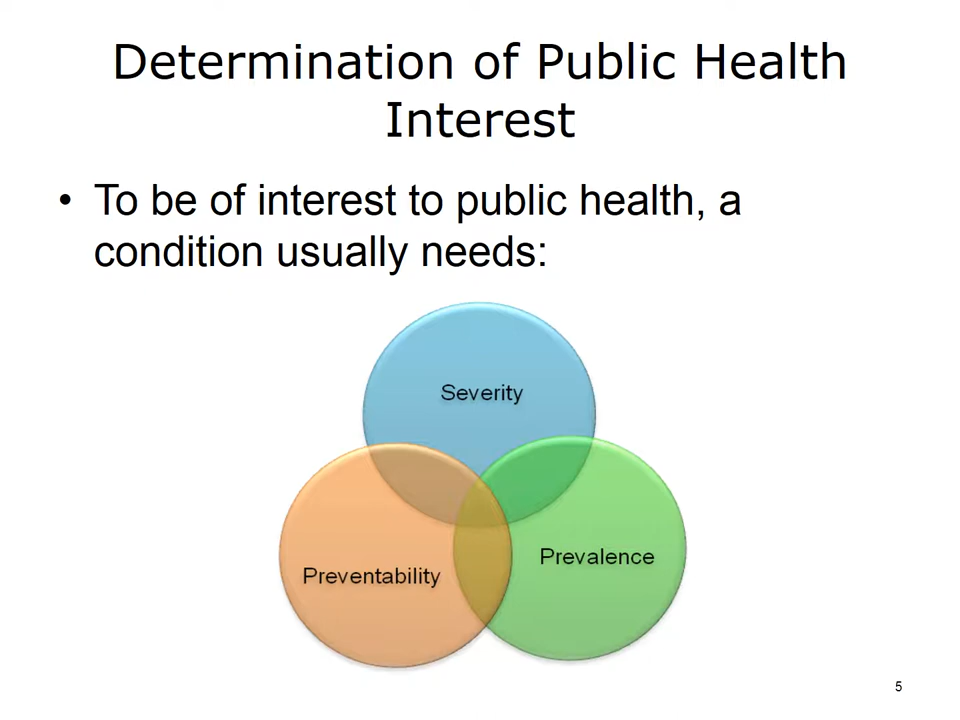 Determination of Public Health
Interest
• To be of interest to public health, a
condition usually needs:
Severity
Prevalence
Preventability
5